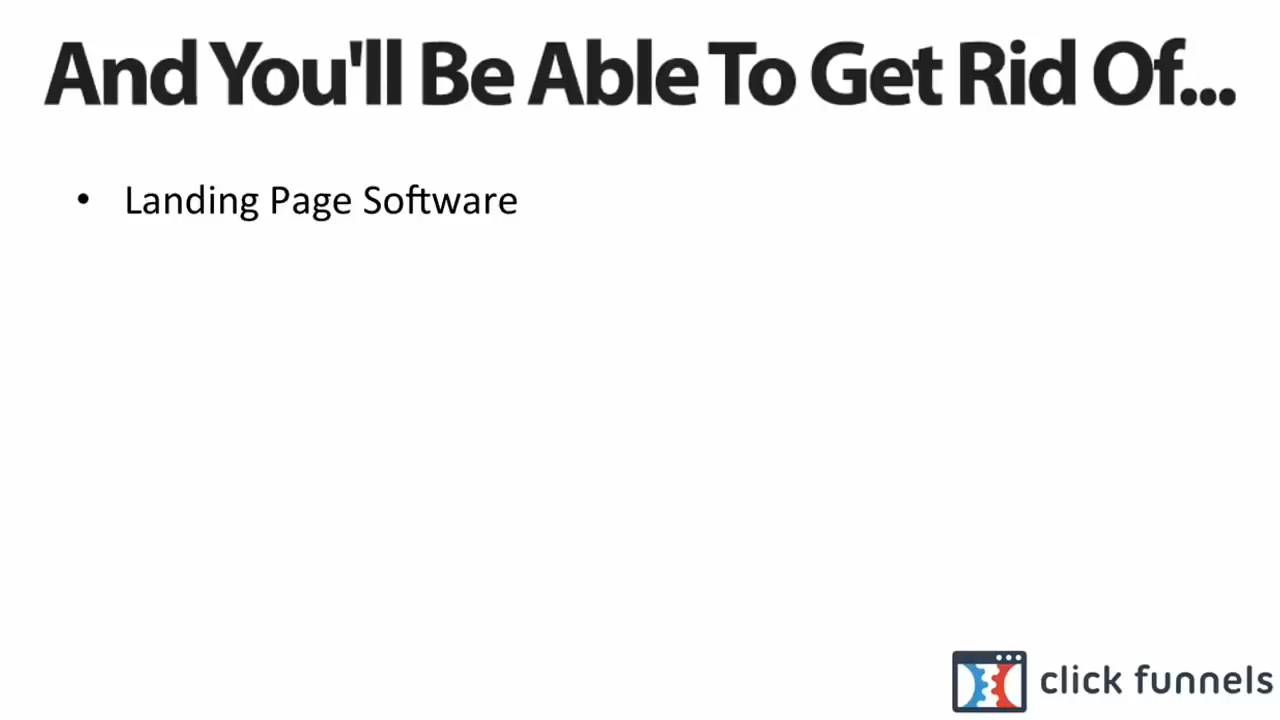 And You'll Be Able To Get Rid Of...
• Landing Page Software
click funnels